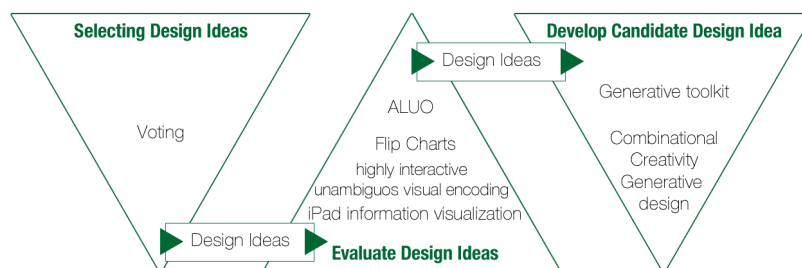 Selecting Design Ideas
Voting
Design Ideas
ALUO
Flip Charts
highly interactive
unambiguos visual encoding
iPad information visualization
Evaluate Design Ideas
Design Ideas
Develop Candidate Design Idea
Generative toolkit
Combinational
Creativity
Generative
design